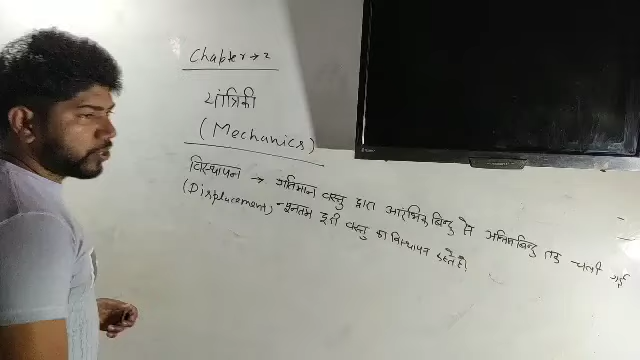 Chapter → 2
यांत्रिकी
(Mechanics)
विस्थापन → गतिमान वस्तु द्वारा आरंभिक बिन्दु से अन्तिम बिन्दु तक चली गई
(Displacement) न्यूनतम दूरी वस्तु का विस्थापन कहते है।